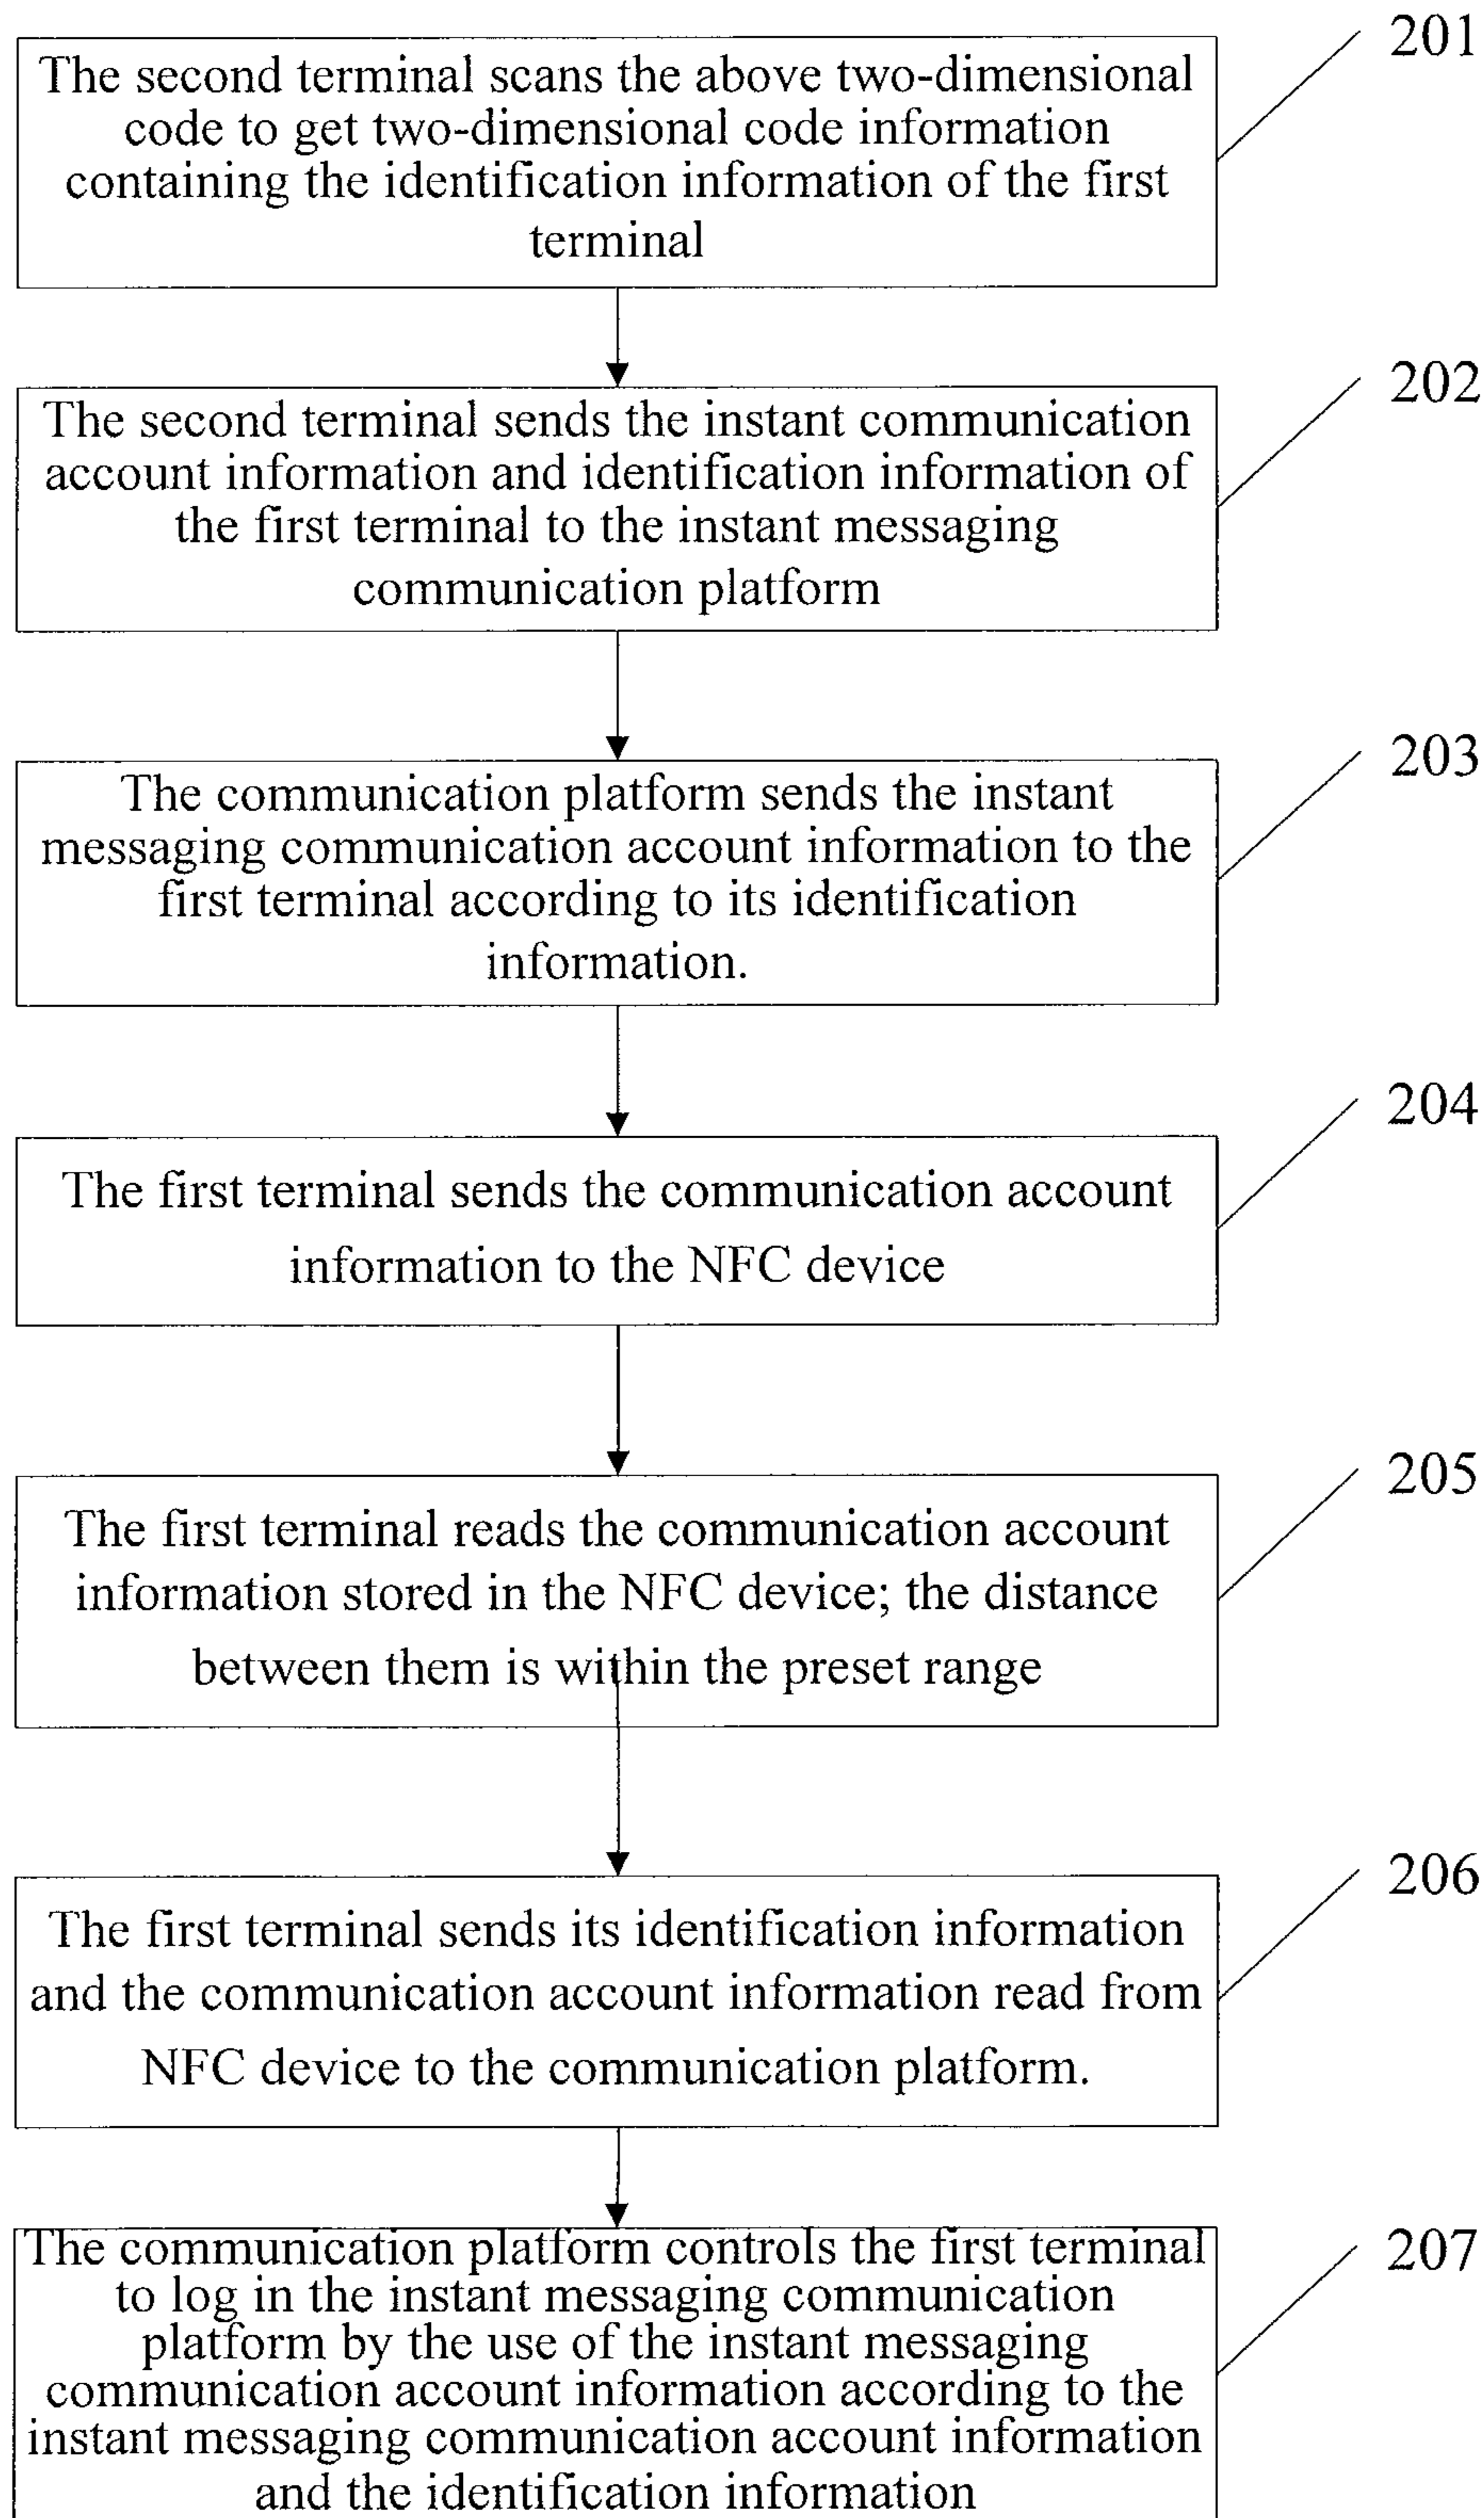 201
The second terminal scans the above two-dimensional
code to get two-dimensional code information
containing the identification information of the first
terminal
202
The second terminal sends the instant communication
account information and identification information of
the first terminal to the instant messaging
communication platform
203
The communication platform sends the instant
messaging communication account information to the
first terminal according to its identification
information.
204
The first terminal sends the communication account
information to the NFC device
205
The first terminal reads the communication account
information stored in the NFC device; the distance
between them is within the preset range
206
The first terminal sends its identification information
and the communication account information read from
NFC device to the communication platform.
207
The communication platform controls the first terminal
to log in the instant messaging communication
platform by the use of the instant messaging
communication account information according to the
instant messaging communication account information
and the identification information